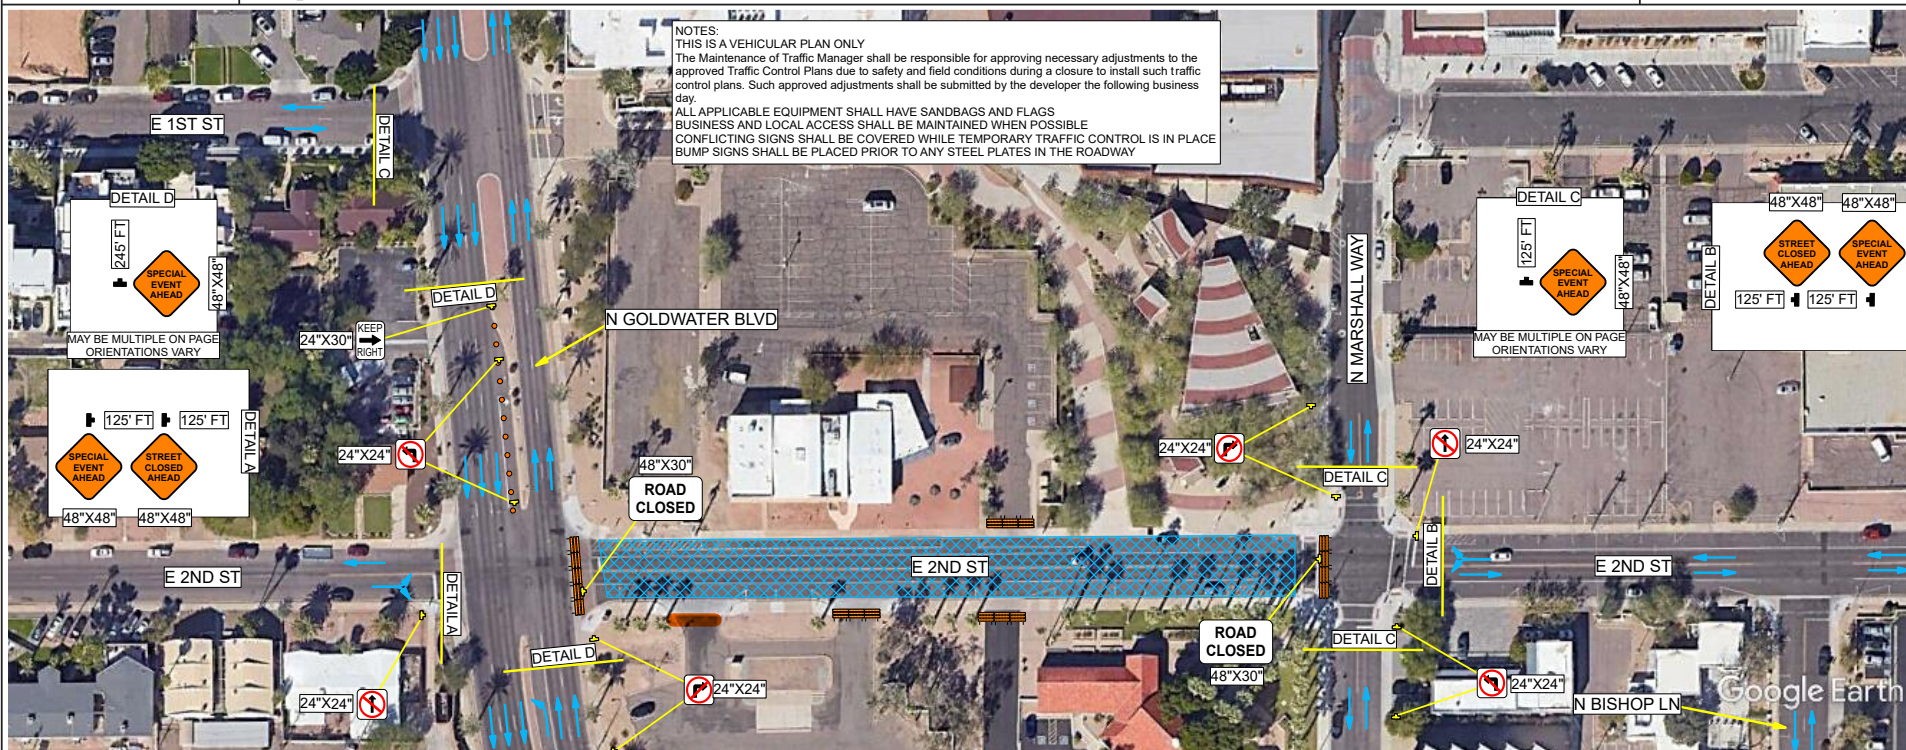 NOTES:
THIS IS A VEHICULAR PLAN ONLY
The Maintenance of Traffic Manager shall be responsible for approving necessary adjustments to the
approved Traffic Control Plans due to safety and field conditions during a closure to install such traffic
control plans. Such approved adjustments shall be submitted by the developer the following business
day.
ALL APPLICABLE EQUIPMENT SHALL HAVE SANDBAGS AND FLAGS
BUSINESS AND LOCAL ACCESS SHALL BE MAINTAINED WHEN POSSIBLE
CONFLICTING SIGNS SHALL BE COVERED WHILE TEMPORARY TRAFFIC CONTROL IS IN PLACE
BUMP SIGNS SHALL BE PLACED PRIOR TO ANY STEEL PLATES IN THE ROADWAY
E 1ST ST
DETAIL C
DETAIL D
245' FT
SPECIAL
EVENT
AHEAD
48"X48"
MAY BE MULTIPLE ON PAGE
ORIENTATIONS VARY
DETAIL D
24"X30"
KEEP
RIGHT
N GOLDWATER BLVD
N MARSHALL WAY
DETAIL C
125' FT
SPECIAL
EVENT
AHEAD
48"X48"
MAY BE MULTIPLE ON PAGE
ORIENTATIONS VARY
DETAIL B
48"X48"
48"X48"
STREET
CLOSED
AHEAD
SPECIAL
EVENT
AHEAD
125' FT
125' FT
125' FT
125' FT
DETAIL A
SPECIAL
EVENT
AHEAD
STREET
CLOSED
AHEAD
48"X48"
48"X48"
24"X24"
48"X30"
ROAD
CLOSED
24"X24"
DETAIL C
24"X24"
DETAIL B
E 2ND ST
DETAIL A
E 2ND ST
E 2ND ST
DETAIL D
24"X24"
24"X24"
ROAD
CLOSED
48"X30"
DETAIL C
24"X24"
N BISHOP LN
Google Earth